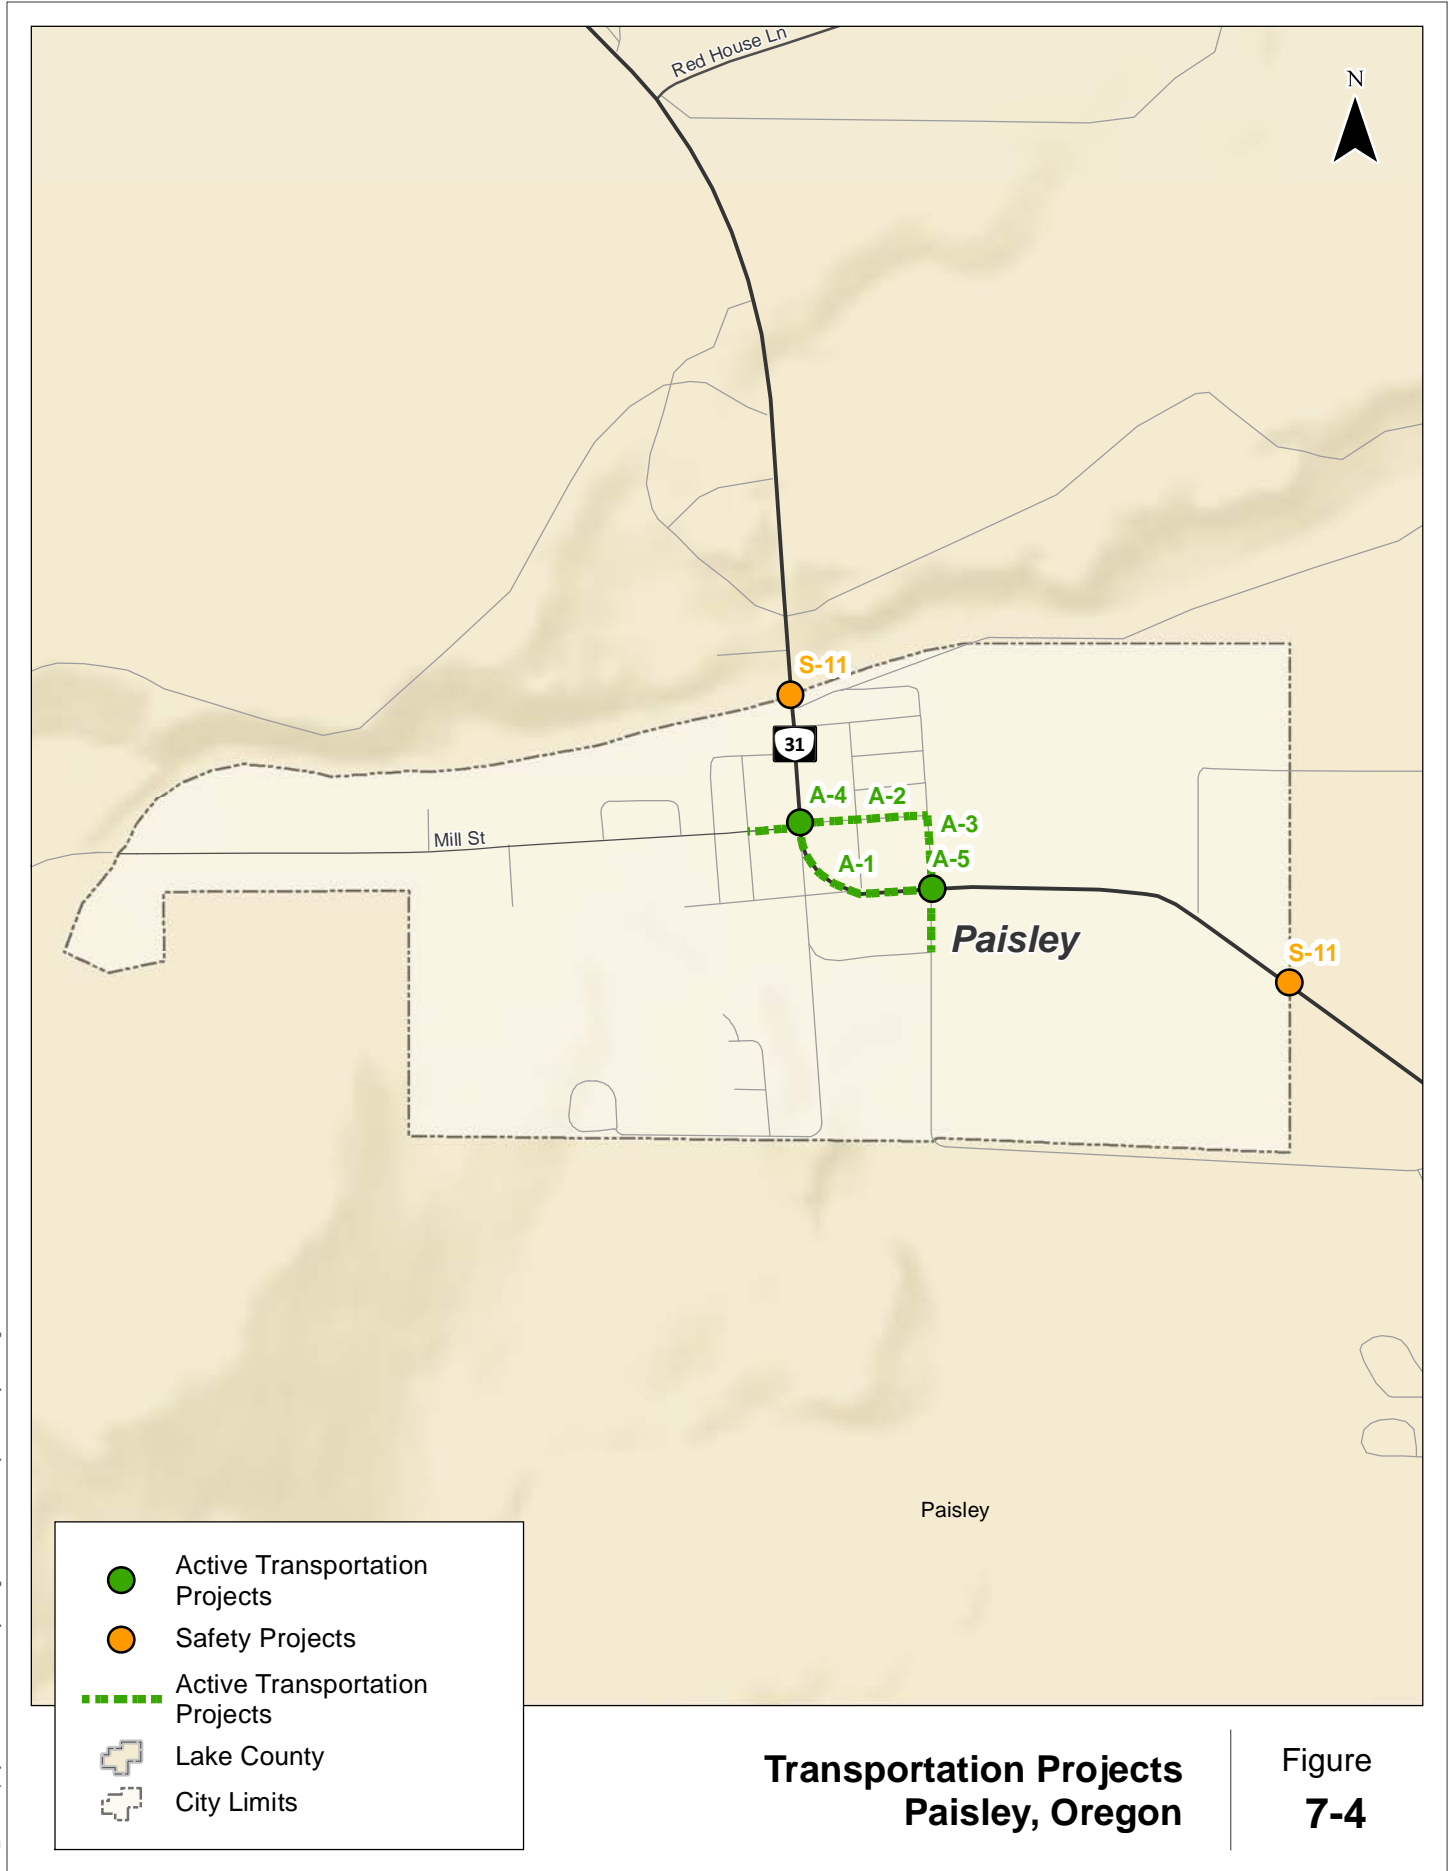 Red House Ln
N
S-11
31
A-4
A-2
A-3
Mill St
A-1
A-5
Paisley
S-11
Paisley
Active Transportation
Projects
Safety Projects
Active Transportation
Projects
Lake County
City Limits
Transportation Projects
Paisley, Oregon
Figure
7-4